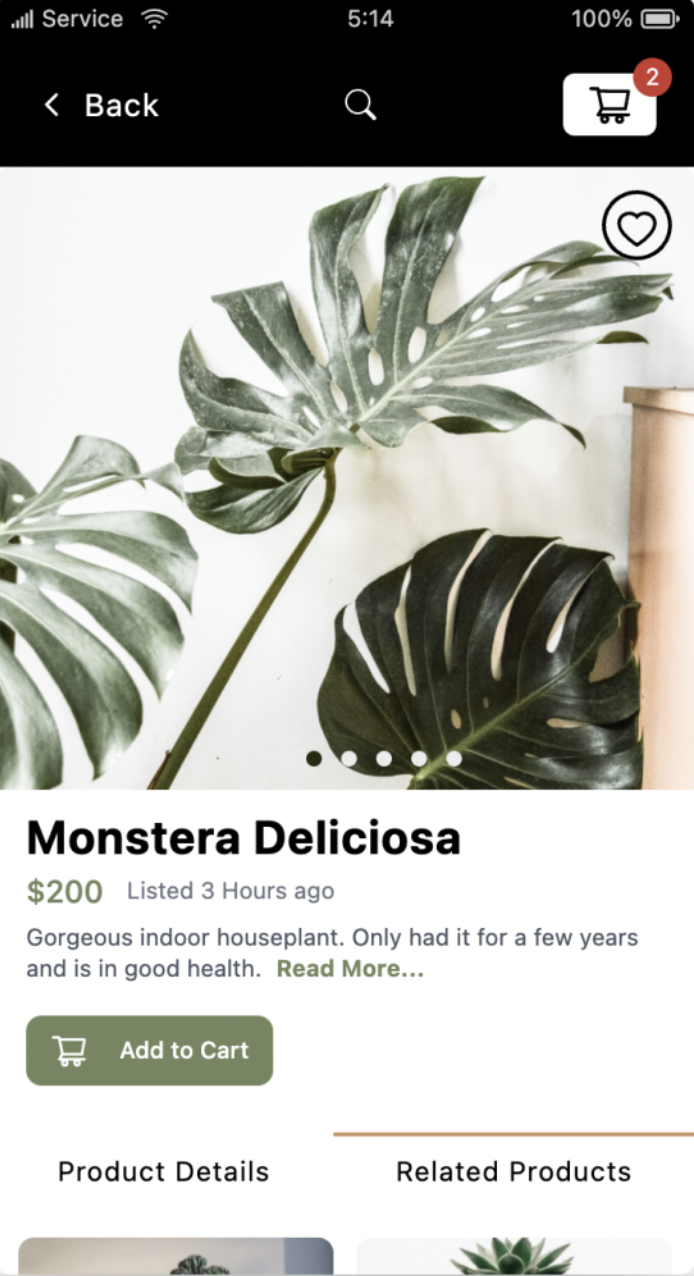 Service 5:14 100%
Back 2
Monstera Deliciosa
$200 Listed 3 Hours ago
Gorgeous indoor houseplant. Only had it for a few years
and is in good health. Read More...
Add to Cart
Product Details Related Products